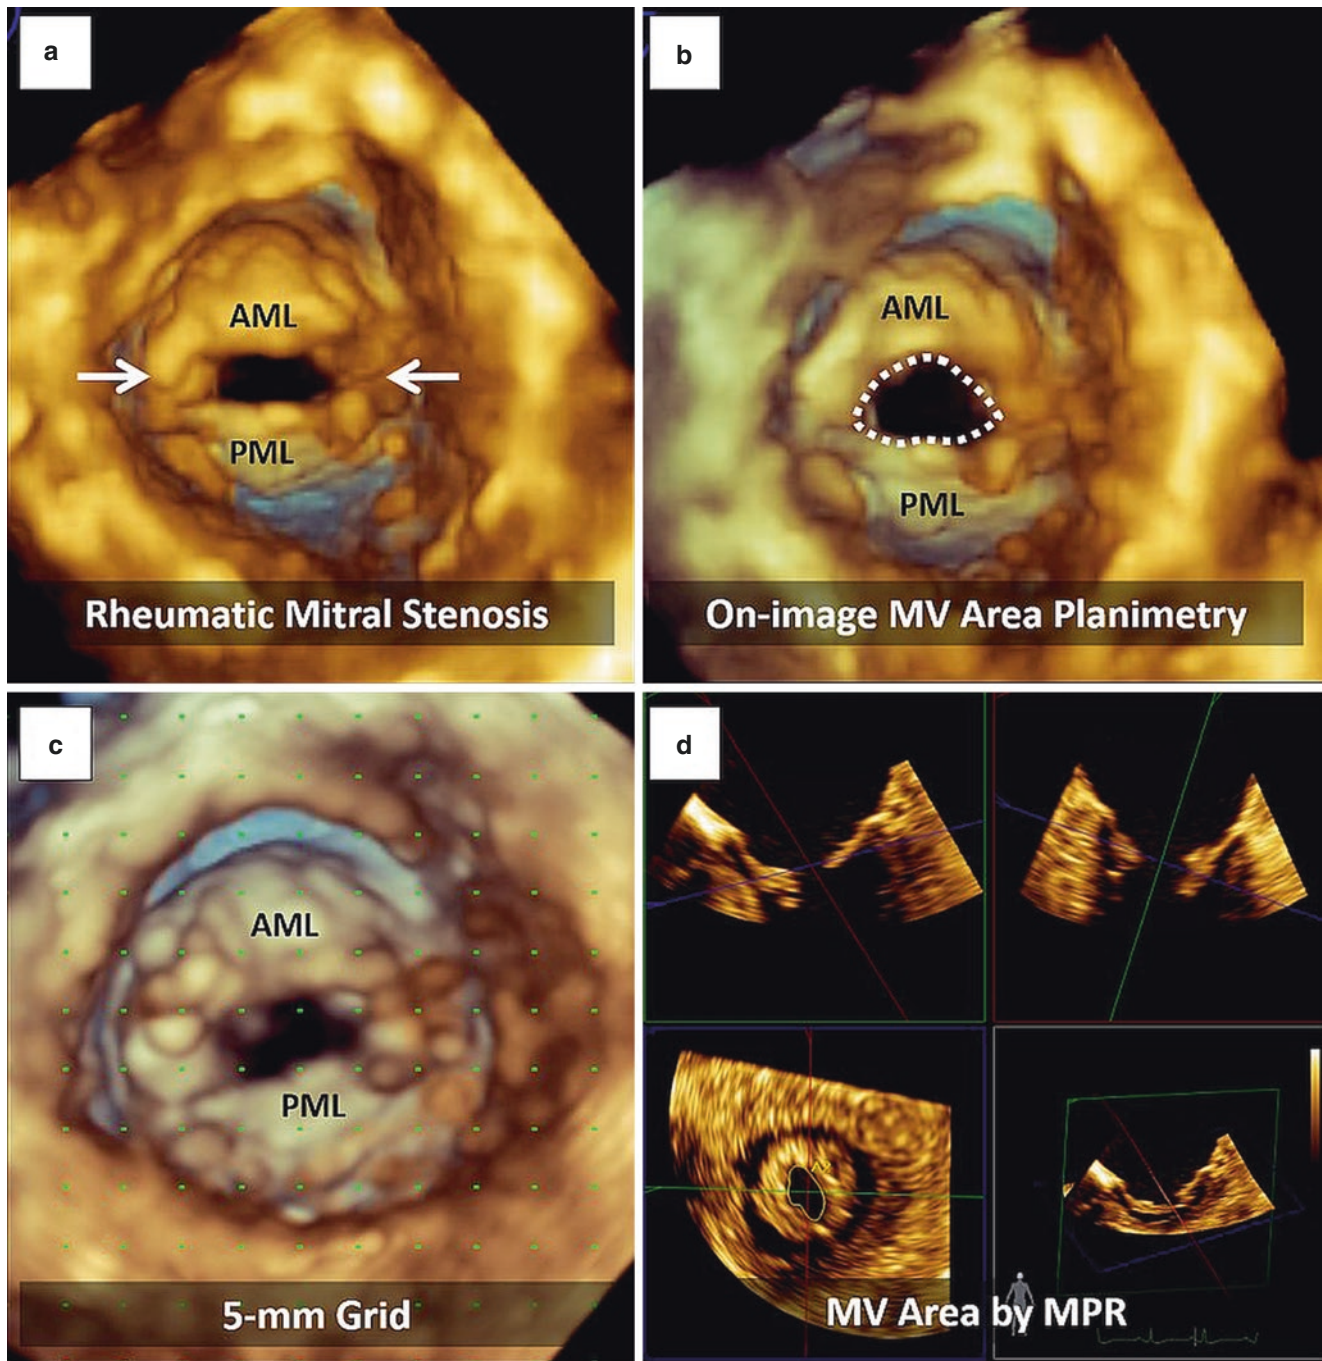 a
AML
PML
Rheumatic Mitral Stenosis
b
AML
PML
On-image MV Area Planimetry
c
AML
PML
5-mm Grid
d
MV Area by MPR